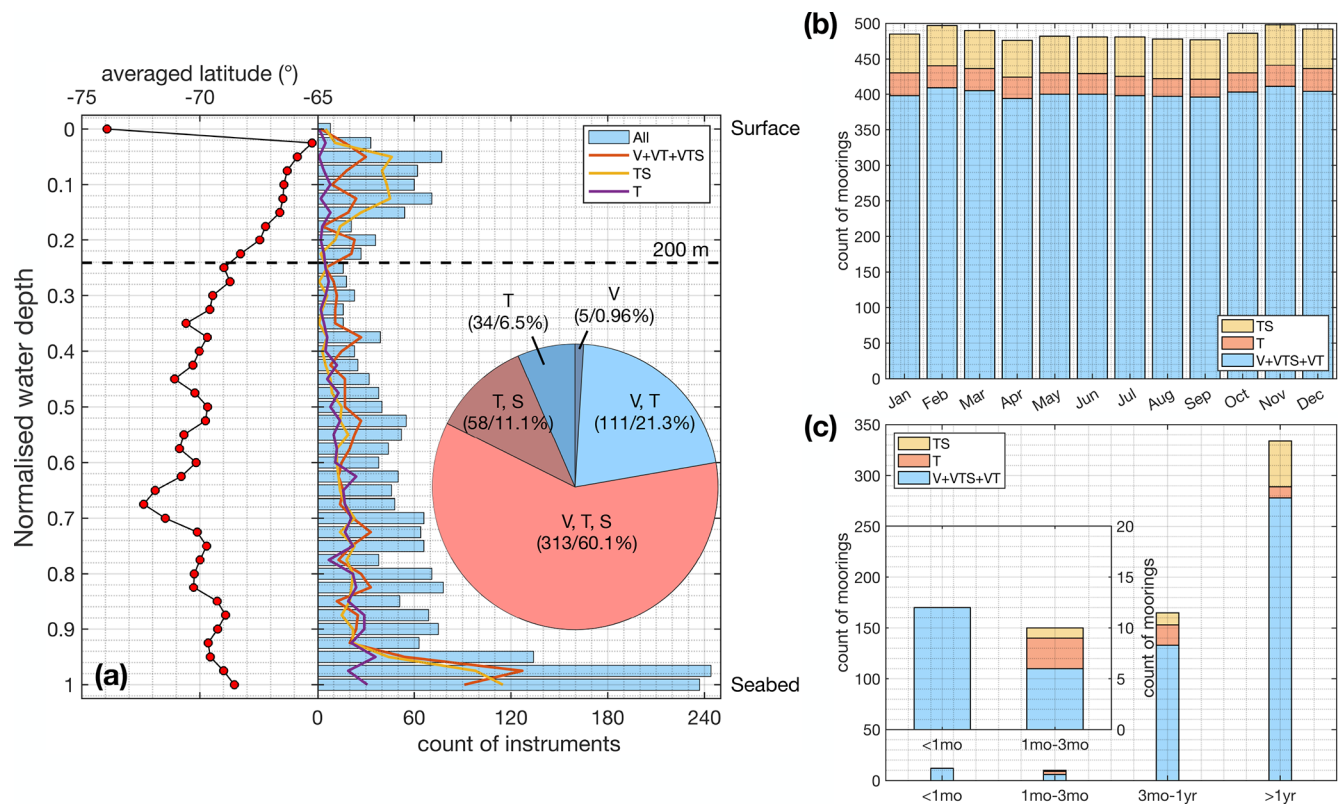 averaged latitude (°)
-75 -70 -65
0 Surface
0.1
0.2
0.3
0.4
0.5
0.6
0.7
0.8
0.9
1 Seabed
Normalised water depth
All
V+VT+VTS
TS
T
200 m
T
(34/6.5%)
V
(5/0.96%)
T, S
(58/11.1%)
V, T
(111/21.3%)
V, T, S
(313/60.1%)
(a)
0 60 120 180 240
count of instruments
(b)
500
450
400
350
300
250
200
150
100
50
0
count of moorings
TS
T
V+VTS+VT
Jan Feb Mar Apr May Jun Jul Aug Sep Oct Nov Dec
(c)
350
300
250
200
150
100
50
0
count of moorings
TS
T
V+VTS+VT
20
15
10
5
0
count of moorings
<1mo 1mo-3mo
<1mo 1mo-3mo 3mo-1yr >1yr